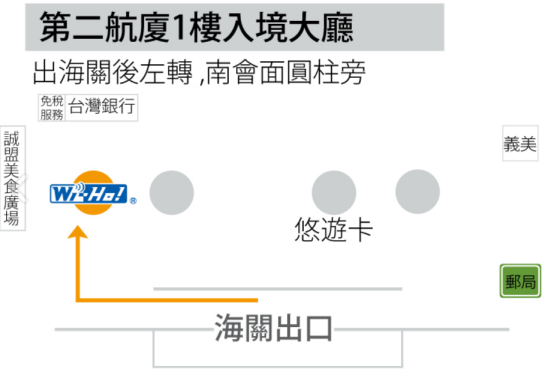 第二航廈1樓入境大廳
出海關後左轉 ,南會面圓柱旁
免稅
服務
台灣銀行
誠盟美食廣場
義美
Wi-Ho! ®
悠遊卡
郵局
海關出口